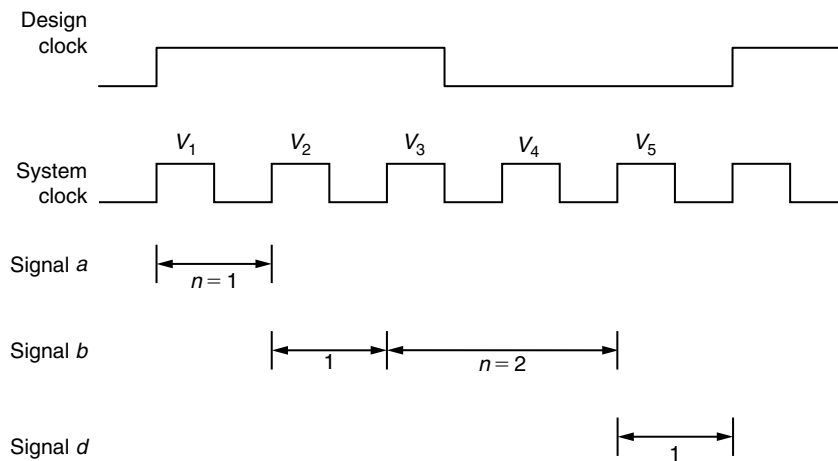 Design
clock
V₁ V₂ V₃ V₄ V₅
System
clock
Signal a
n = 1
Signal b
1
n = 2
Signal d
1